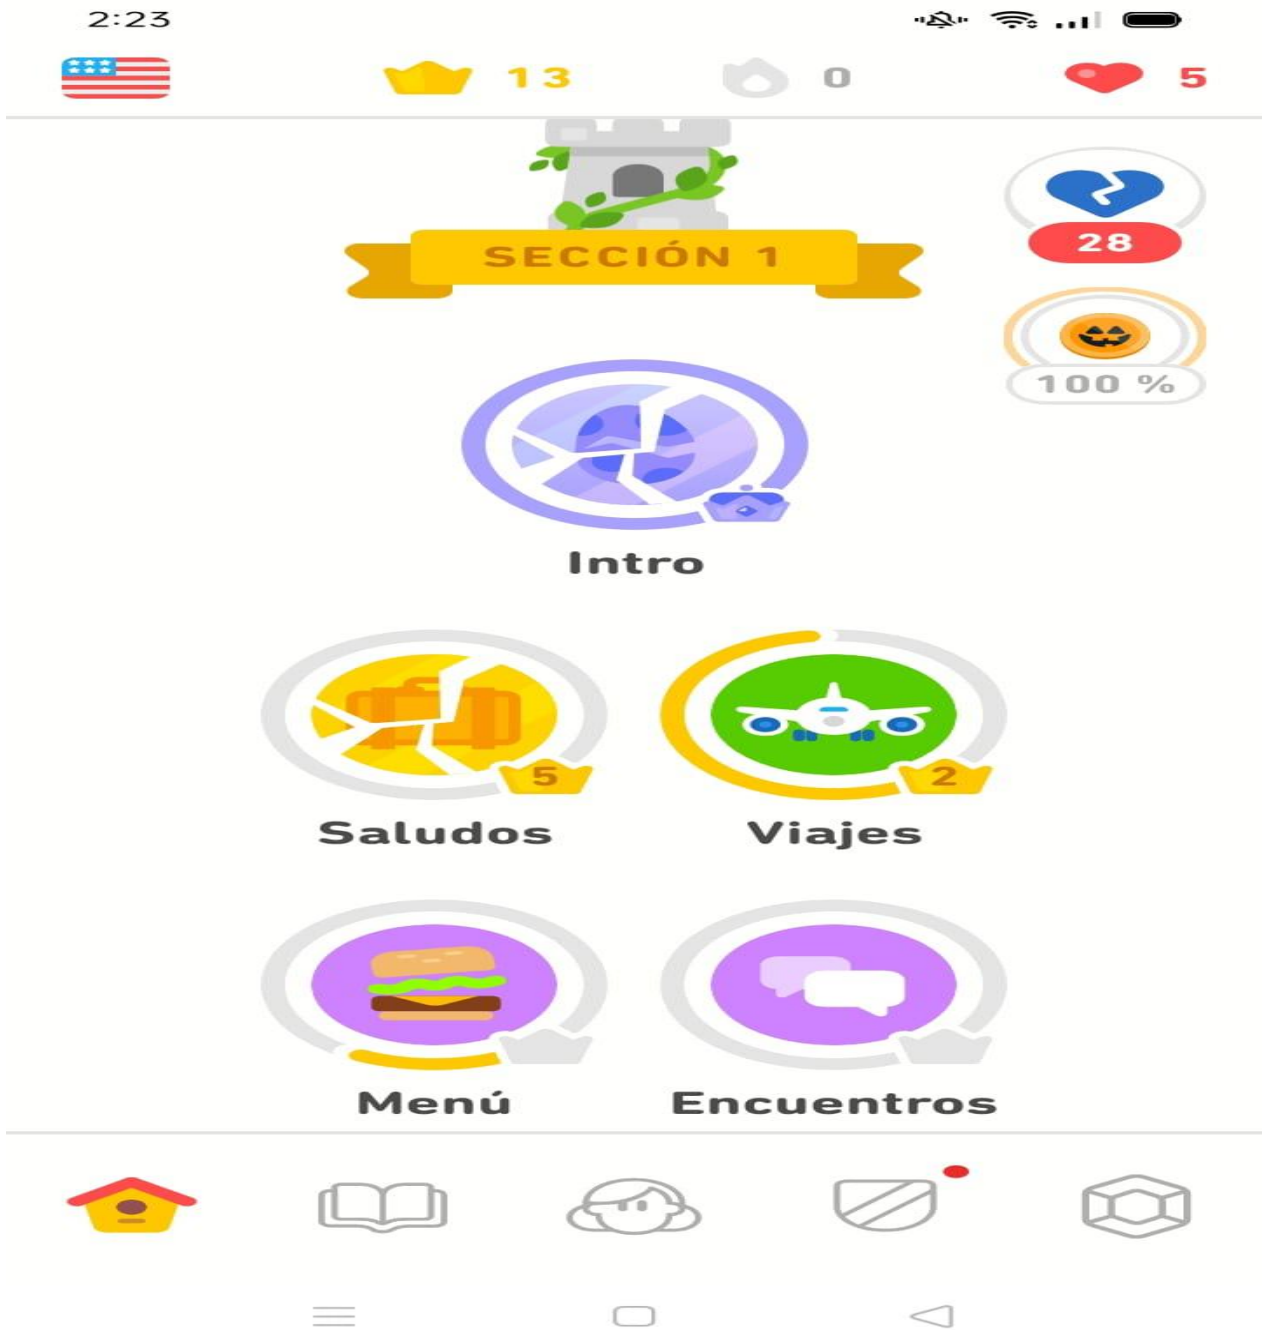 2:23
13 0 5
SECCIÓN 1
28
100 %
Intro
5 2
Saludos Viajes
Menú Encuentros